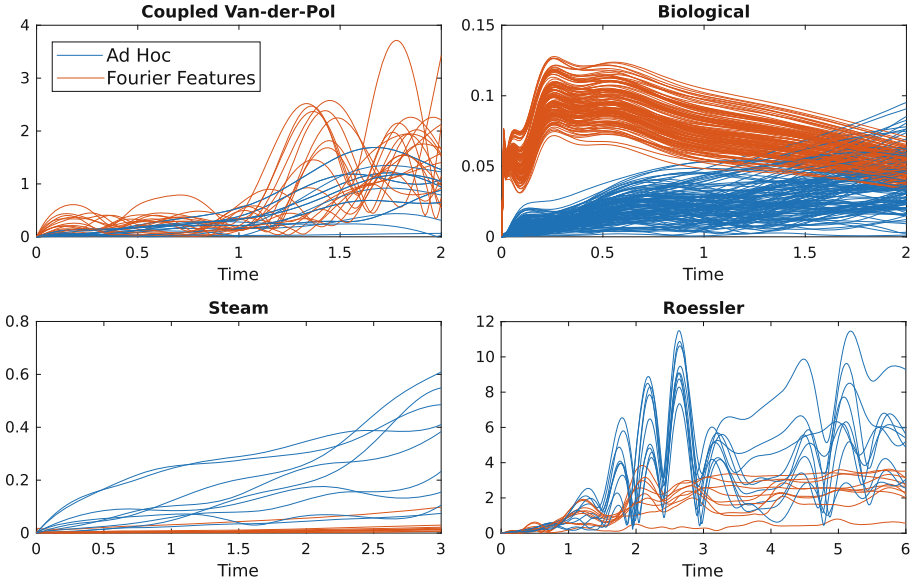 Coupled Van-der-Pol
4
3
2
1
0
Ad Hoc
Fourier Features
0 0.5 1 1.5 2
Time
Biological
0.15
0.1
0.05
0
0 0.5 1 1.5 2
Time
Steam
0.8
0.6
0.4
0.2
0
0 0.5 1 1.5 2 2.5 3
Time
Roessler
12
10
8
6
4
2
0
0 1 2 3 4 5 6
Time